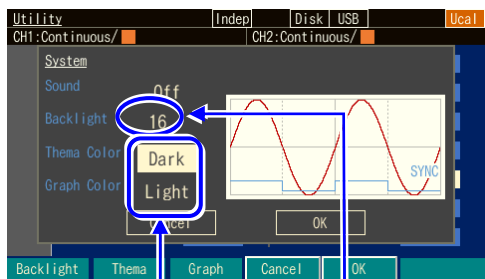 Utility Indep Disk USB Ucal
CH1:Continuous/ CH2:Continuous/
System
Sound Off
Backlight 16
Thema Color Dark
Graph Color Light
SYNC
Cancel OK
Backlight Thema Graph Cancel OK